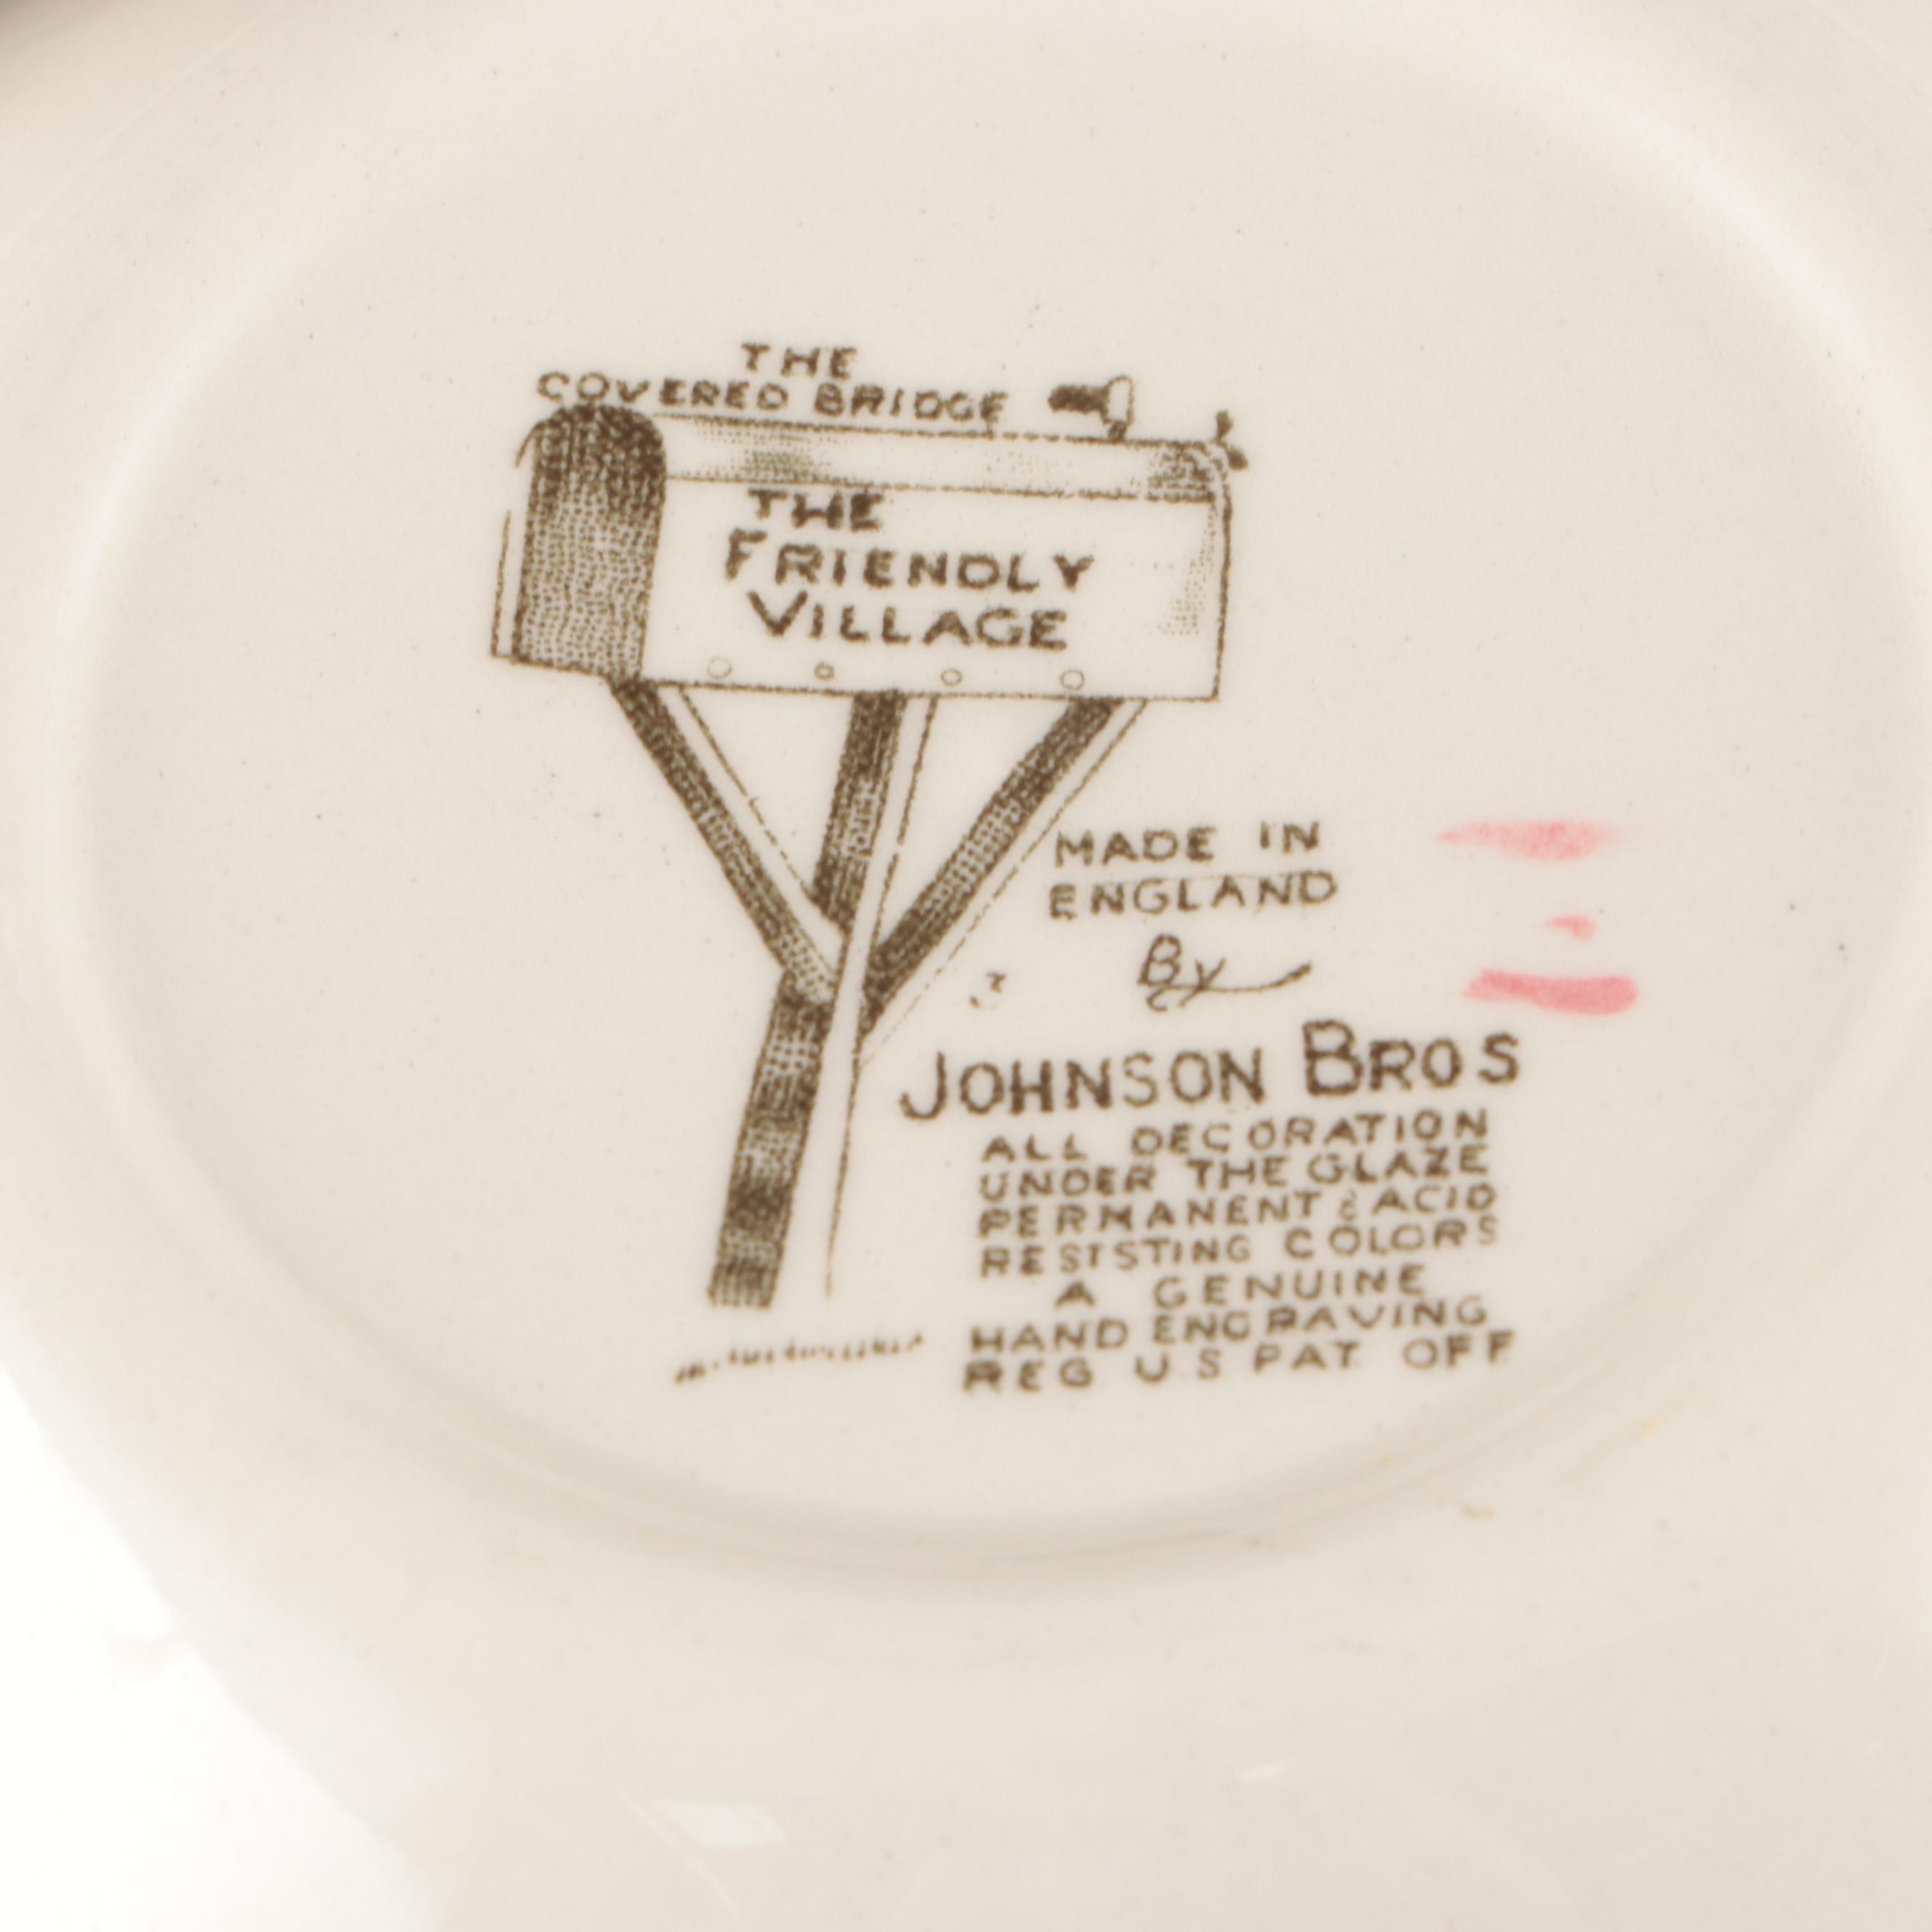 THE
COVERED BRIDGE
THE
FRIENDLY
VILLAGE
MADE IN
ENGLAND
3
By
JOHNSON BROS
ALL DECORATION
UNDER THE GLAZE
PERMANENT & ACID
RESISTING COLORS
A GENUINE
HAND ENGRAVING
REG U S PAT OFF